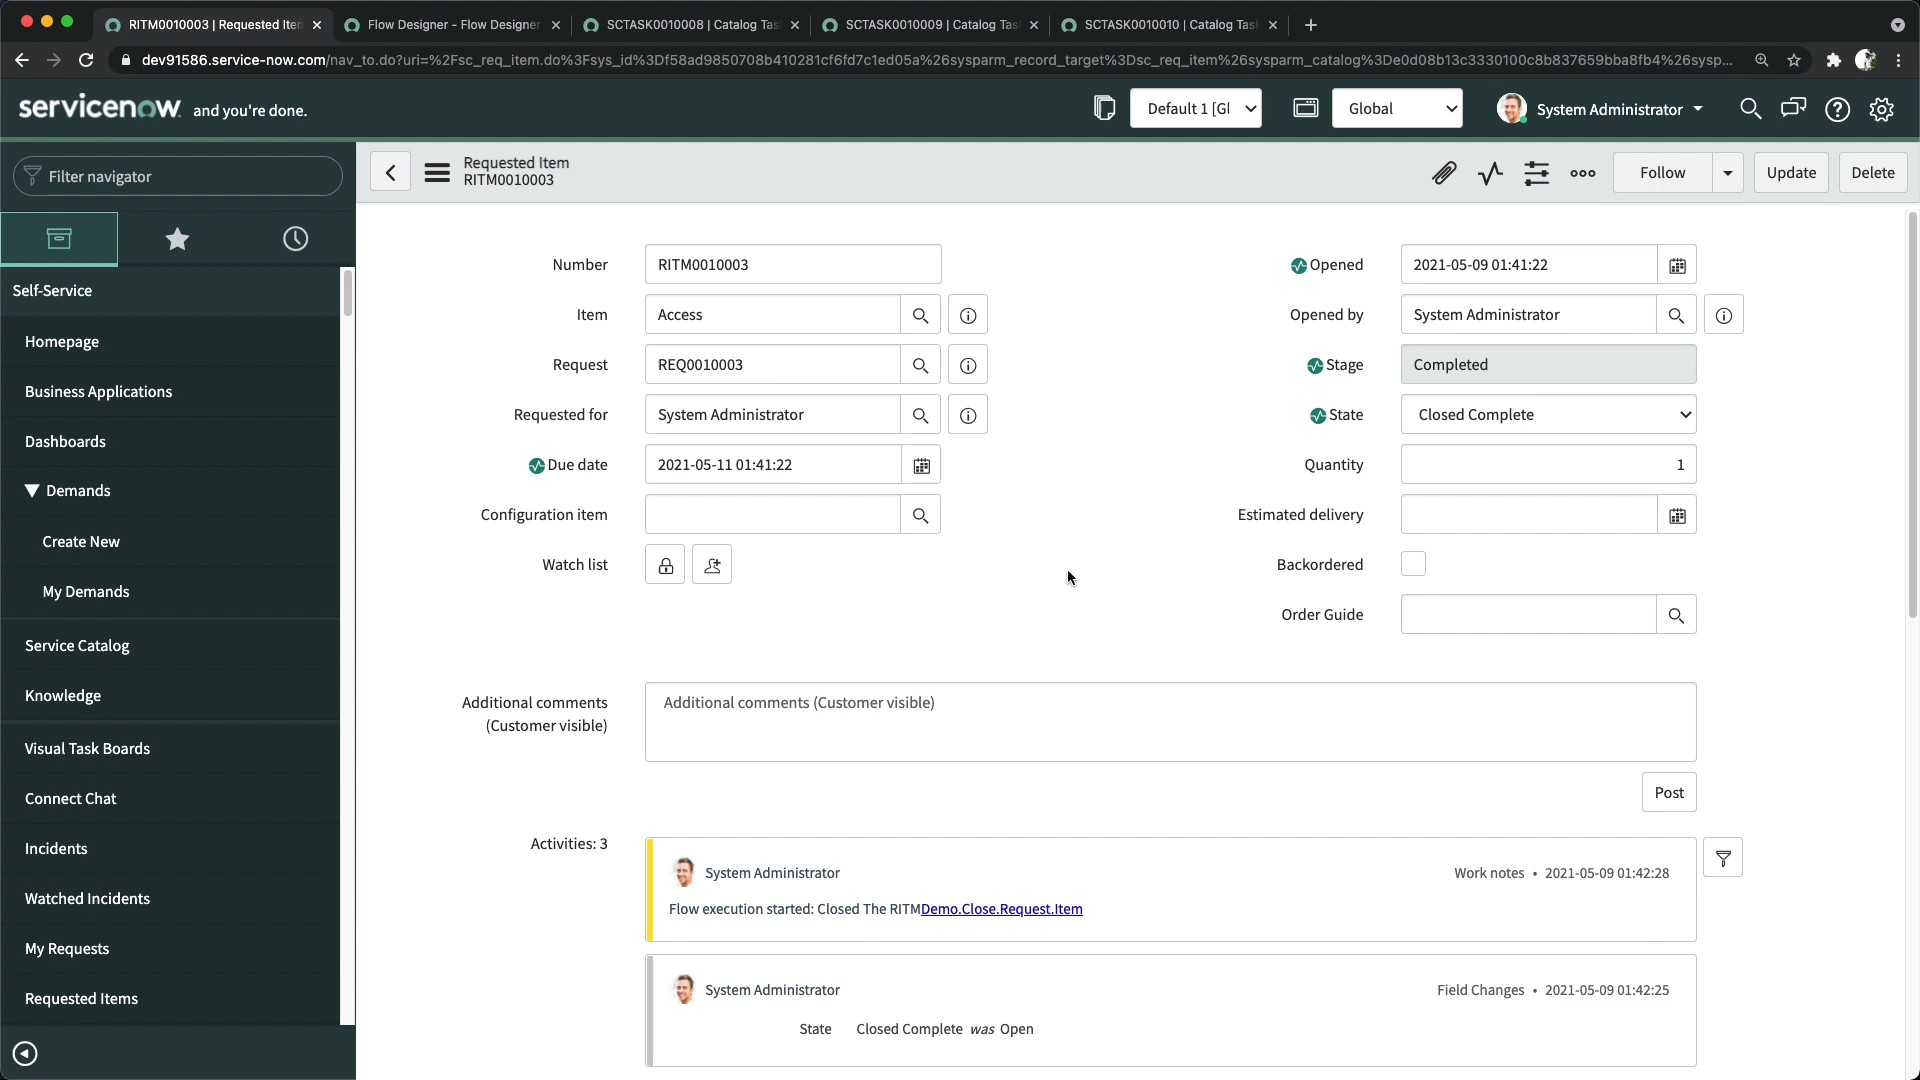 RITM0010003 | Requested Iten
Flow Designer - Flow Designer
SCTASK0010008 | Catalog Tas
SCTASK0010009 | Catalog Tas
SCTASK0010010 | Catalog Tas
dev91586.service-now.com/nav_to.do?uri=%2Fsc_req_item.do%3Fsys_id%3Df58ad9850708b410281cf6fd7c1ed05a%26sysparm_record_target%3Dsc_req_item%26sysparm_catalog%3De0d08b13c3330100c8b837659bba8fb4%26sysp...
servicenow and you're done.
Default 1 [Gl
Global
System Administrator
Filter navigator
Self-Service
Homepage
Business Applications
Dashboards
Demands
Create New
My Demands
Service Catalog
Knowledge
Visual Task Boards
Connect Chat
Incidents
Watched Incidents
My Requests
Requested Items
Requested Item
RITM0010003
Follow
Update
Delete
Number RITM0010003
Item Access
Request REQ0010003
Requested for System Administrator
Due date 2021-05-11 01:41:22
Configuration item
Watch list
Opened 2021-05-09 01:41:22
Opened by System Administrator
Stage Completed
State Closed Complete
Quantity 1
Estimated delivery
Backordered
Order Guide
Additional comments
(Customer visible)
Additional comments (Customer visible)
Post
Activities: 3
System Administrator Work notes • 2021-05-09 01:42:28
Flow execution started: Closed The RITMDemo.Close.Request.Item
System Administrator Field Changes • 2021-05-09 01:42:25
State Closed Complete was Open